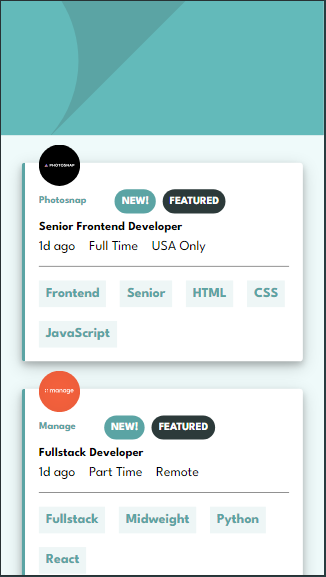 PHOTOSNAP
Photosnap NEW! FEATURED
Senior Frontend Developer
1d ago Full Time USA Only
Frontend Senior HTML CSS
JavaScript
manage
Manage NEW! FEATURED
Fullstack Developer
1d ago Part Time Remote
Fullstack Midweight Python
React